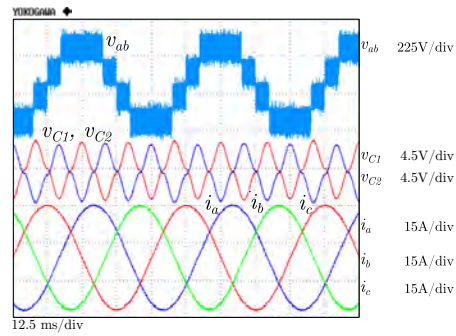 YOKOGAWA
v_ab
v_ab 225V/div
v_C1, v_C2
v_C1 4.5V/div
v_C2 4.5V/div
i_a i_b i_c
i_a 15A/div
i_b 15A/div
i_c 15A/div
12.5 ms/div